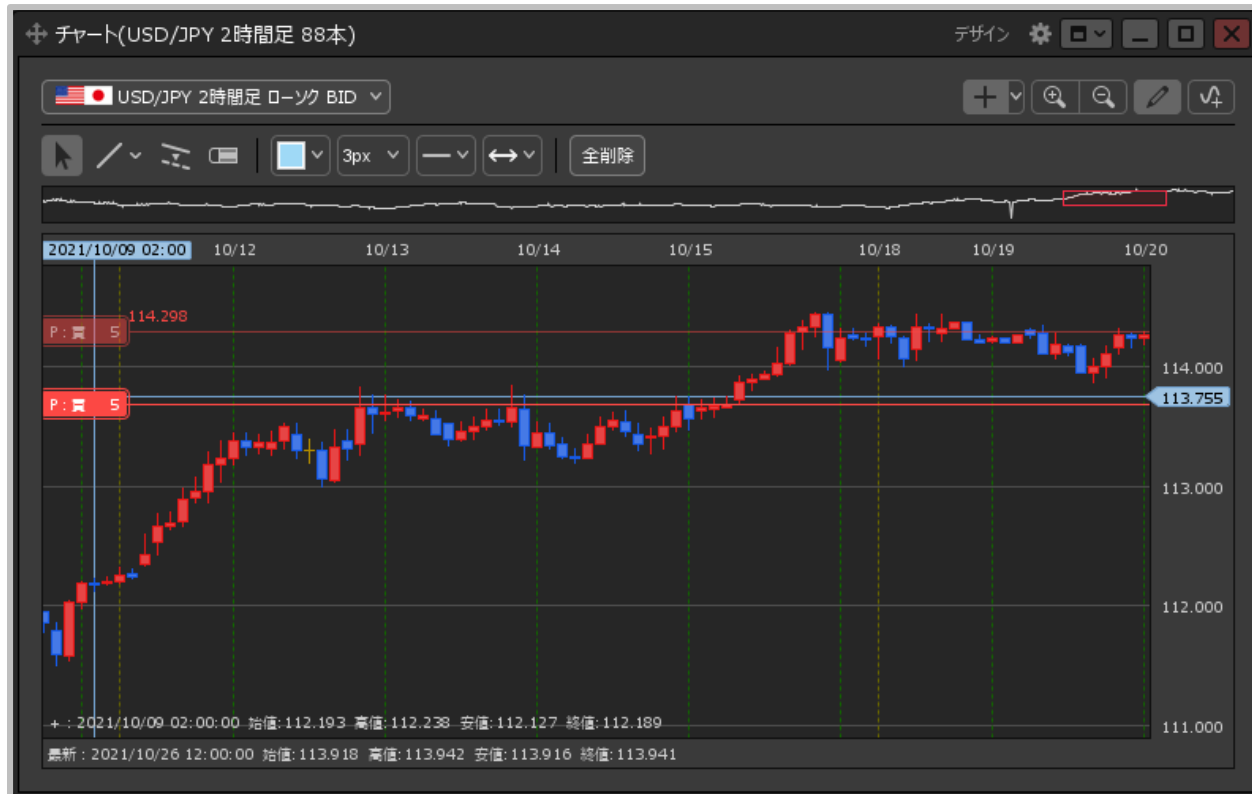 チャート(USD/JPY 2時間足 88本)
デザイン
USD/JPY 2時間足 ローソク BID
3px
全削除
2021/10/09 02:00 10/12 10/13 10/14 10/15 10/18 10/19 10/20
114.298
P:買 5
114.000
113.755
P:買 5
113.000
112.000
+:2021/10/09 02:00:00 始値:112.193 高値:112.238 安値:112.127 終値:112.189
111.000
最新:2021/10/26 12:00:00 始値:113.918 高値:113.942 安値:113.916 終値:113.941